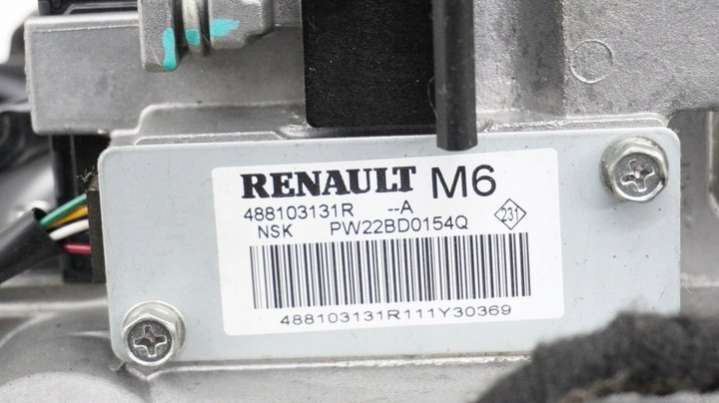 RENAULT M6
488103131R --A
231
NSK PW22BD0154Q
488103131R111Y30369